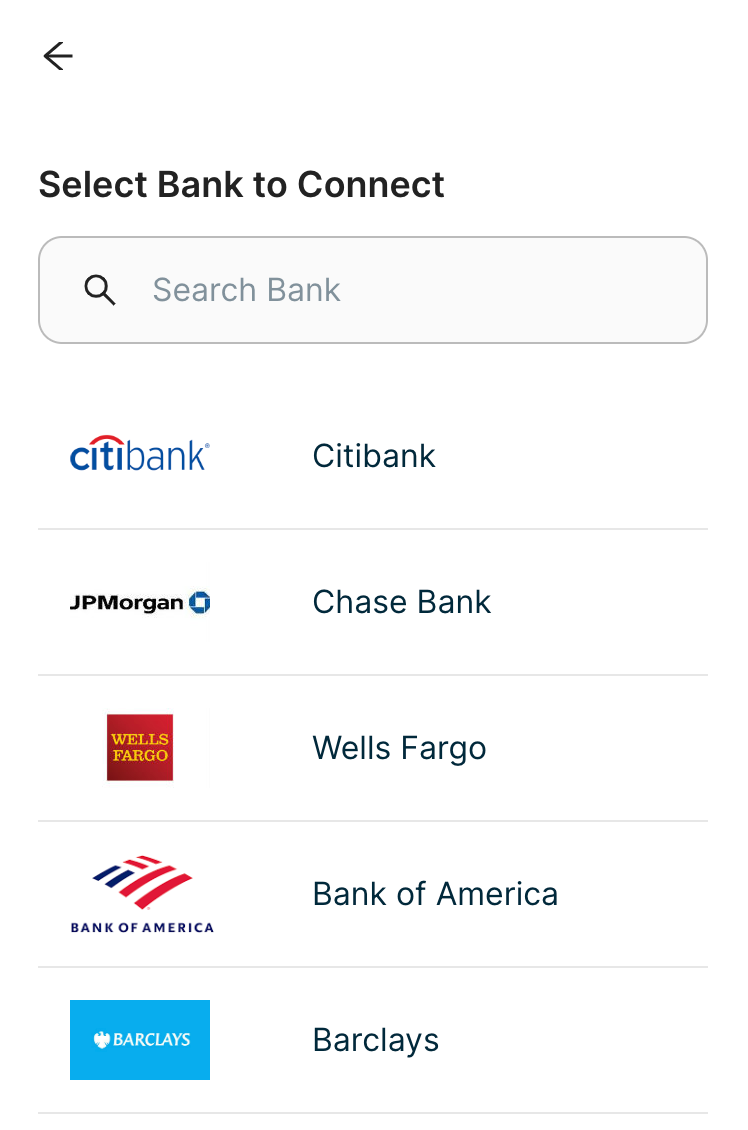 Select Bank to Connect
Search Bank
citibank®
Citibank
JPMorgan
Chase Bank
WELLS
FARGO
Wells Fargo
BANK OF AMERICA
Bank of America
BARCLAYS
Barclays